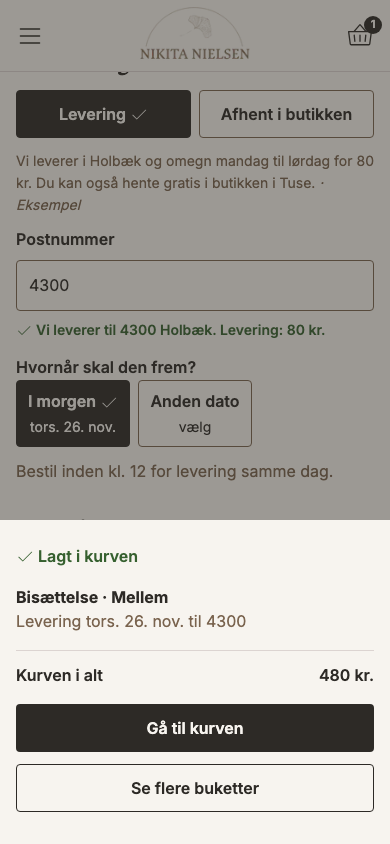 1
NIKITA NIELSEN
Levering
Afhent i butikken
Vi leverer i Holbæk og omegn mandag til lørdag for 80
kr. Du kan også hente gratis i butikken i Tuse. ·
Eksempel
Postnummer
4300
Vi leverer til 4300 Holbæk. Levering: 80 kr.
Hvornår skal den frem?
I morgen
tors. 26. nov.
Anden dato
vælg
Bestil inden kl. 12 for levering samme dag.
Lagt i kurven
Bisættelse · Mellem
Levering tors. 26. nov. til 4300
Kurven i alt 480 kr.
Gå til kurven
Se flere buketter